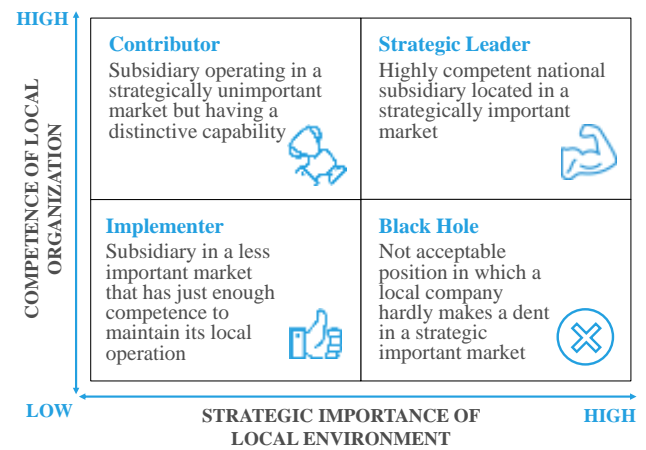 HIGH
COMPETENCE OF LOCAL
ORGANIZATION
Contributor
Subsidiary operating in a
strategically unimportant
market but having a
distinctive capability
Strategic Leader
Highly competent national
subsidiary located in a
strategically important
market
Implementer
Subsidiary in a less
important market
that has just enough
competence to
maintain its local
operation
Black Hole
Not acceptable
position in which a
local company
hardly makes a dent
in a strategic
important market
LOW
STRATEGIC IMPORTANCE OF
LOCAL ENVIRONMENT
HIGH